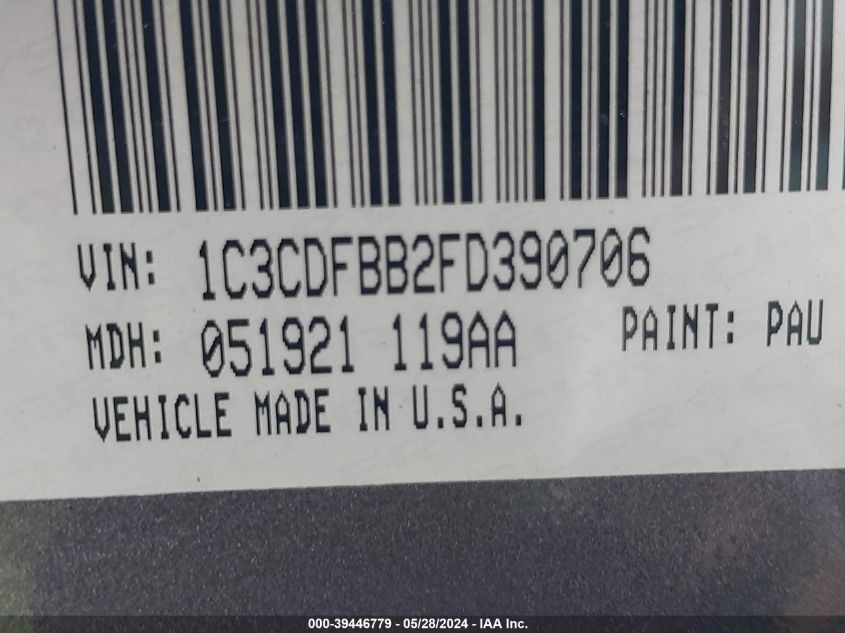 VIN: 1C3CDFBB2FD390706
MDH: 051921 119AA PAINT: PAU
VEHICLE MADE IN U.S.A.
000-39446779 - 05/28/2024 - IAA Inc.